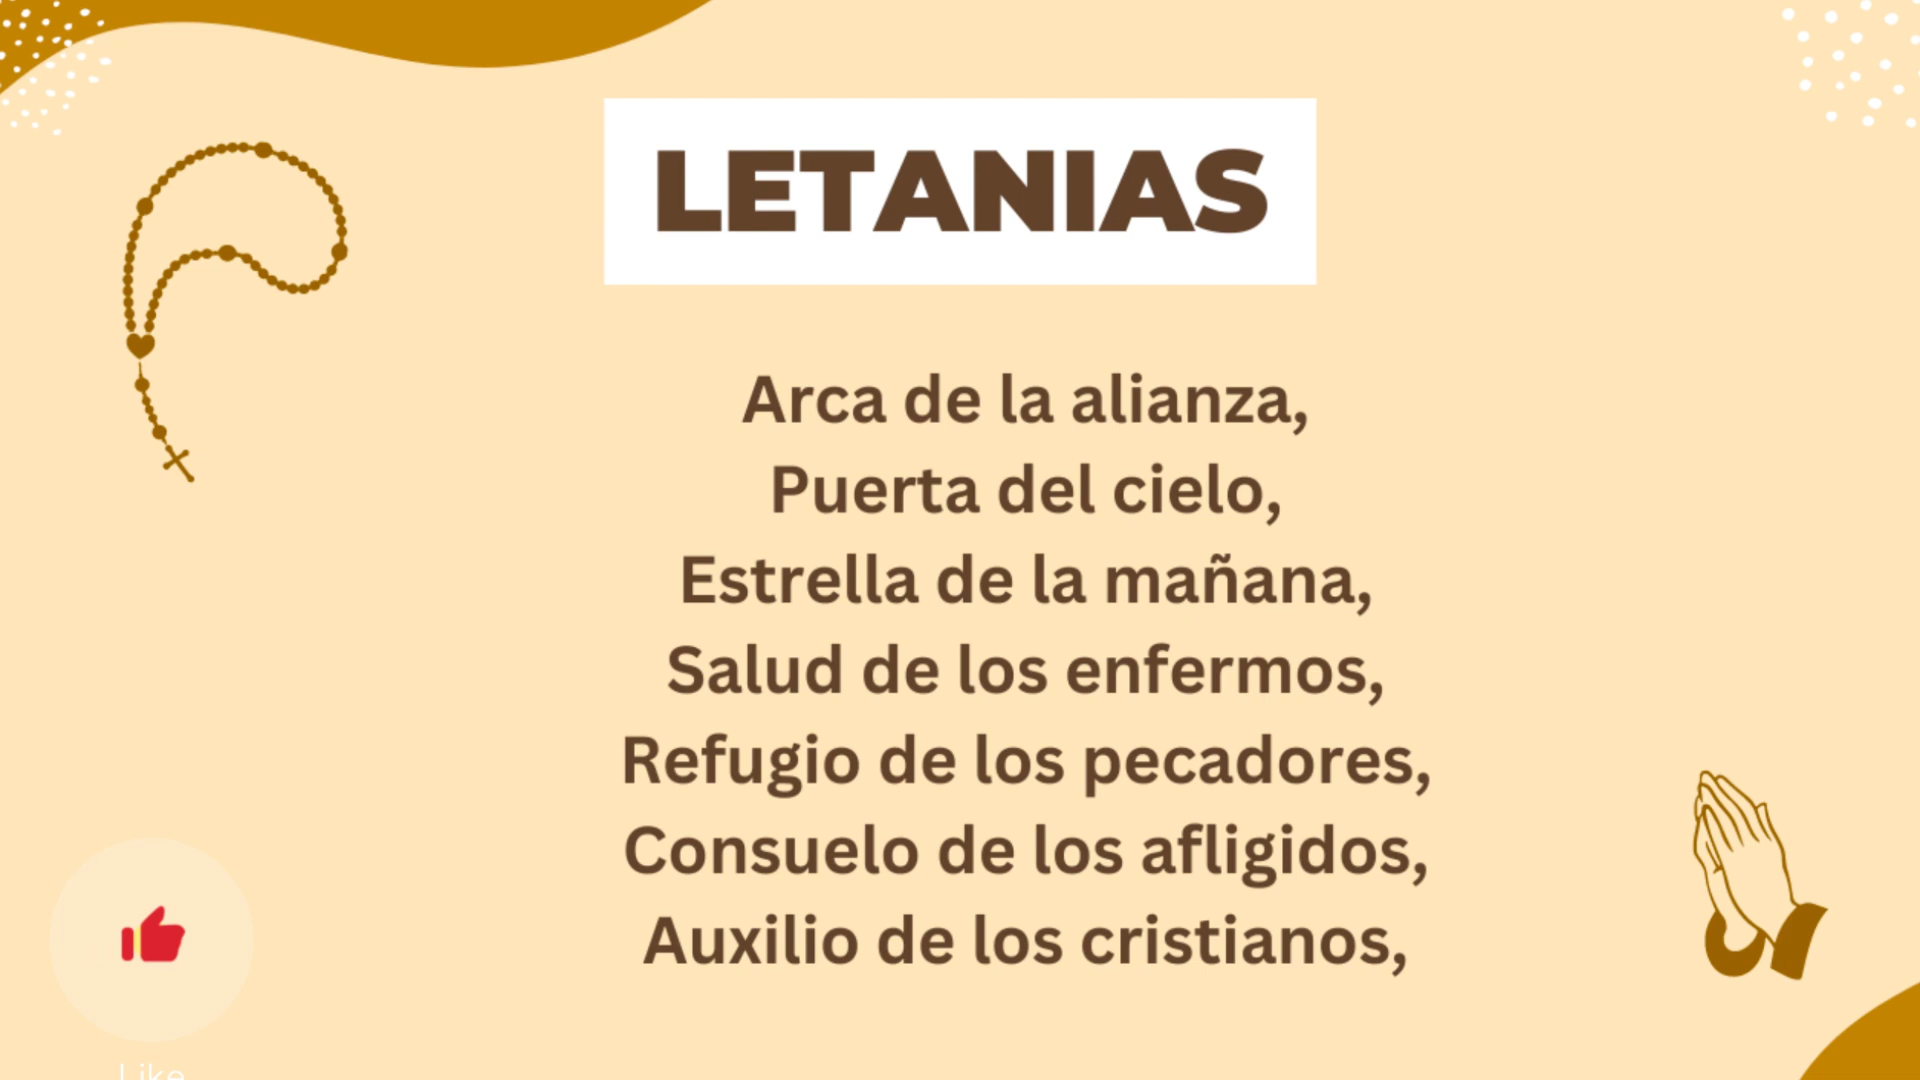 LETANIAS
Arca de la alianza,
Puerta del cielo,
Estrella de la mañana,
Salud de los enfermos,
Refugio de los pecadores,
Consuelo de los afligidos,
Auxilio de los cristianos,
Like